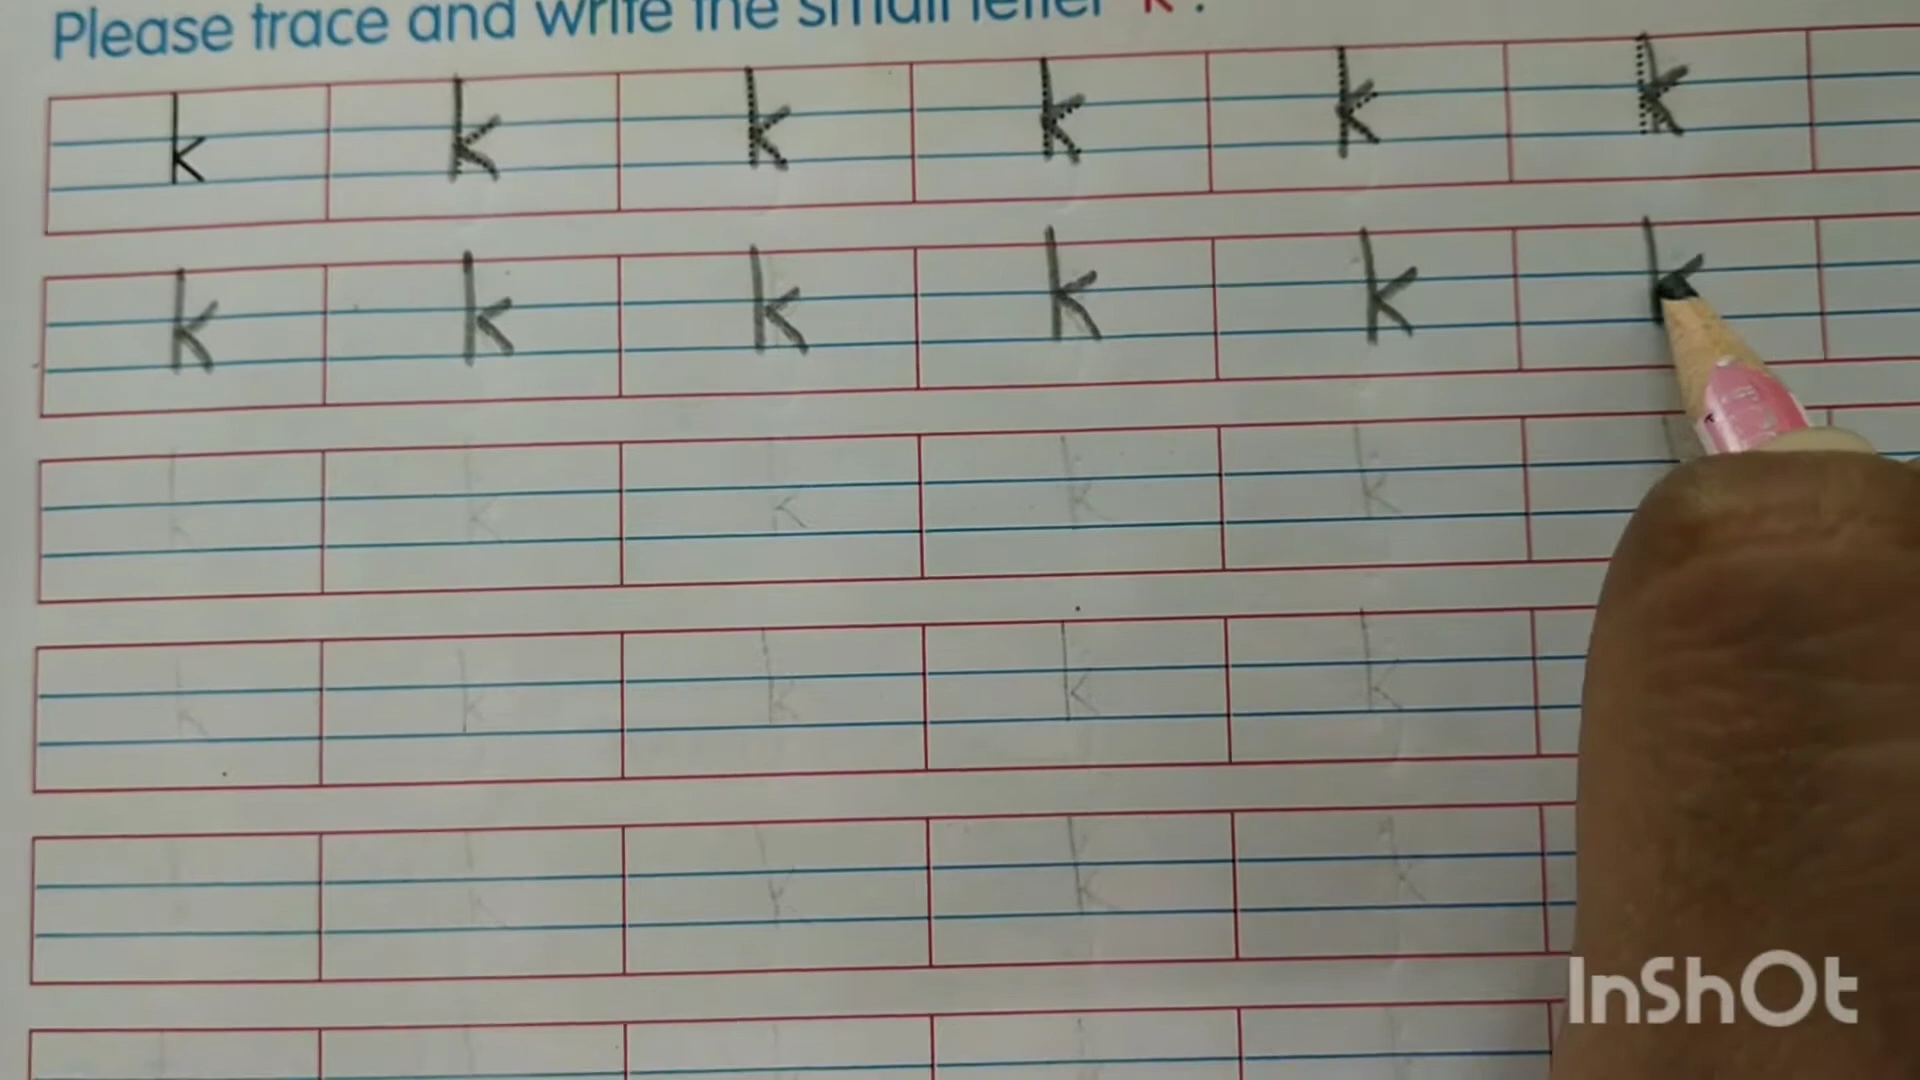 Please trace and write the small letter 'k'.
k k k k k k
k k k k k k
k k k k
k k k k
k k k
InShOt